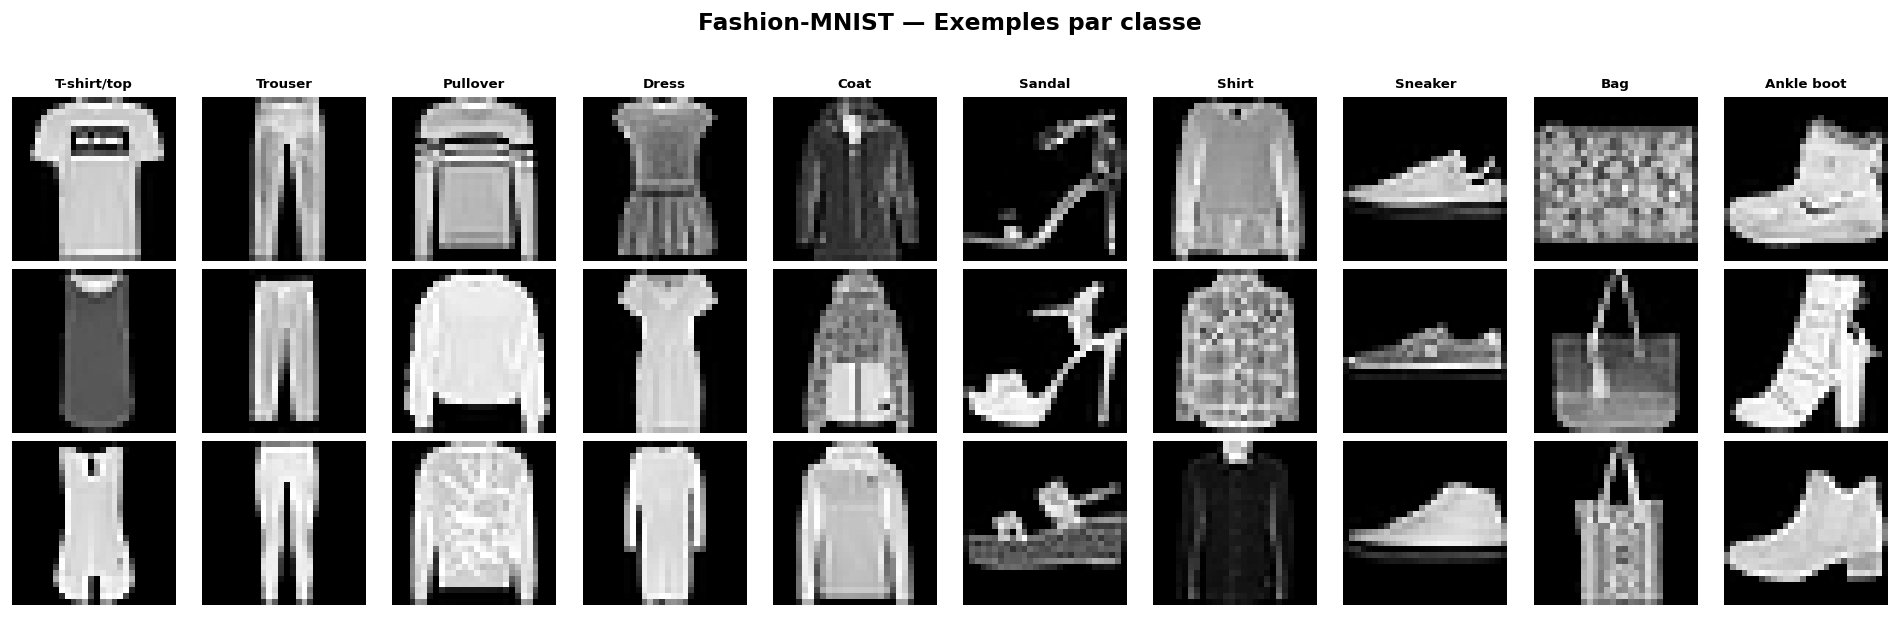 Fashion-MNIST — Exemples par classe
T-shirt/top Trouser Pullover Dress Coat Sandal Shirt Sneaker Bag Ankle boot